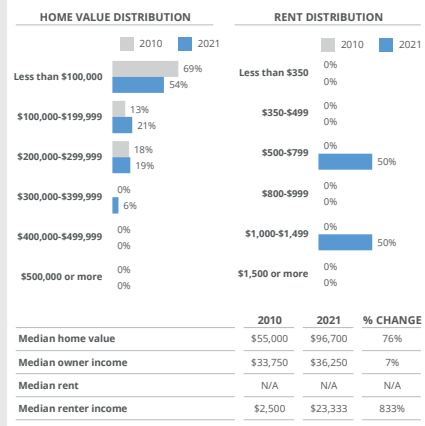 HOME VALUE DISTRIBUTION
2010 2021
Less than $100,000 69%
54%
$100,000-$199,999 13%
21%
$200,000-$299,999 18%
19%
$300,000-$399,999 0%
6%
$400,000-$499,999 0%
0%
$500,000 or more 0%
0%
RENT DISTRIBUTION
2010 2021
Less than $350 0%
0%
$350-$499 0%
0%
$500-$799 0%
50%
$800-$999 0%
0%
$1,000-$1,499 0%
50%
$1,500 or more 0%
0%
2010 2021 % CHANGE
Median home value $55,000 $96,700 76%
Median owner income $33,750 $36,250 7%
Median rent N/A N/A N/A
Median renter income $2,500 $23,333 833%